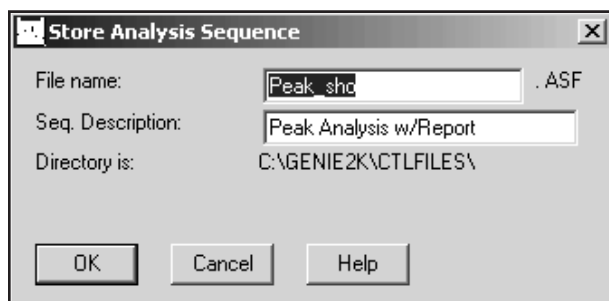 Store Analysis Sequence
File name: Peak_sho .ASF
Seq. Description: Peak Analysis w/Report
Directory is: C:\GENIE2K\CTLFILES\
OK Cancel Help